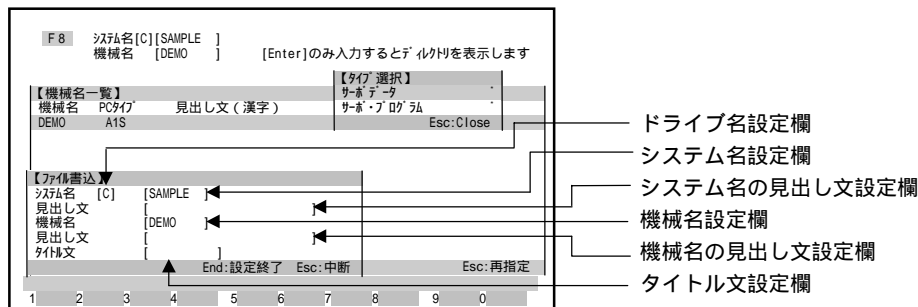 F8 ｼｽﾃﾑ名[C][SAMPLE ]
機械名 [DEMO ] [Enter]のみ入力するとﾃﾞｨﾚｸﾄﾘを表示します
【ﾀｲﾌﾟ選択】
【機械名一覧】 ｻｰﾎﾞﾃﾞｰﾀ
機械名 PCﾀｲﾌﾟ 見出し文(漢字) ｻｰﾎﾞ・ﾌﾟﾛｸﾞﾗﾑ
DEMO A1S Esc:Close
ドライブ名設定欄
システム名設定欄
【ﾌｧｲﾙ書込】
ｼｽﾃﾑ名 [C] [SAMPLE ]
システム名の見出し文設定欄
見出し文 [ ]
機械名 [DEMO ]
機械名設定欄
見出し文 [ ]
機械名の見出し文設定欄
ﾀｲﾄﾙ文 [ ]
End:設定終了 Esc:中断 Esc:再指定
タイトル文設定欄
1 2 3 4 5 6 7 8 9 0